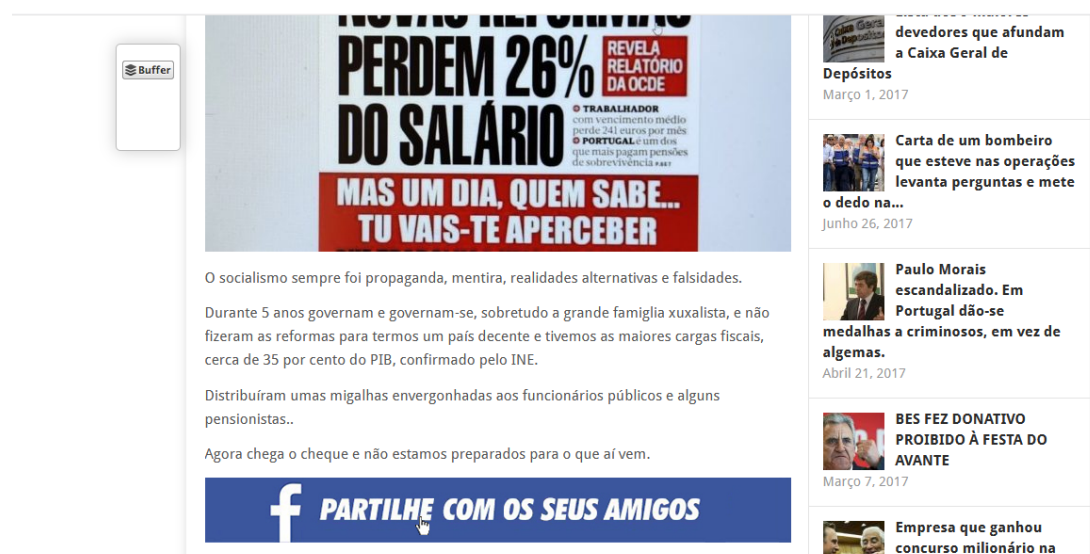 NOVAS REFORMAS
PERDEM 26%
DO SALÁRIO
REVELA
RELATÓRIO
DA OCDE
TRABALHADOR
com vencimento médio
perde 241 euros por mês
PORTUGAL é um dos
que mais pagam pensões
de sobrevivência
MAS UM DIA, QUEM SABE...
TU VAIS-TE APERCEBER
Buffer
O socialismo sempre foi propaganda, mentira, realidades alternativas e falsidades.
Durante 5 anos governam e governam-se, sobretudo a grande famiglia xuxalista, e não
fizeram as reformas para termos um país decente e tivemos as maiores cargas fiscais,
cerca de 35 por cento do PIB, confirmado pelo INE.
Distribuíram umas migalhas envergonhadas aos funcionários públicos e alguns
pensionistas..
Agora chega o cheque e não estamos preparados para o que aí vem.
PARTILHE COM OS SEUS AMIGOS
devedores que afundam
a Caixa Geral de
Depósitos
Março 1, 2017
Carta de um bombeiro
que esteve nas operações
levanta perguntas e mete
o dedo na...
Junho 26, 2017
Paulo Morais
escandalizado. Em
Portugal dão-se
medalhas a criminosos, em vez de
algemas.
Abril 21, 2017
BES FEZ DONATIVO
PROIBIDO À FESTA DO
AVANTE
Março 7, 2017
Empresa que ganhou
concurso milionário na